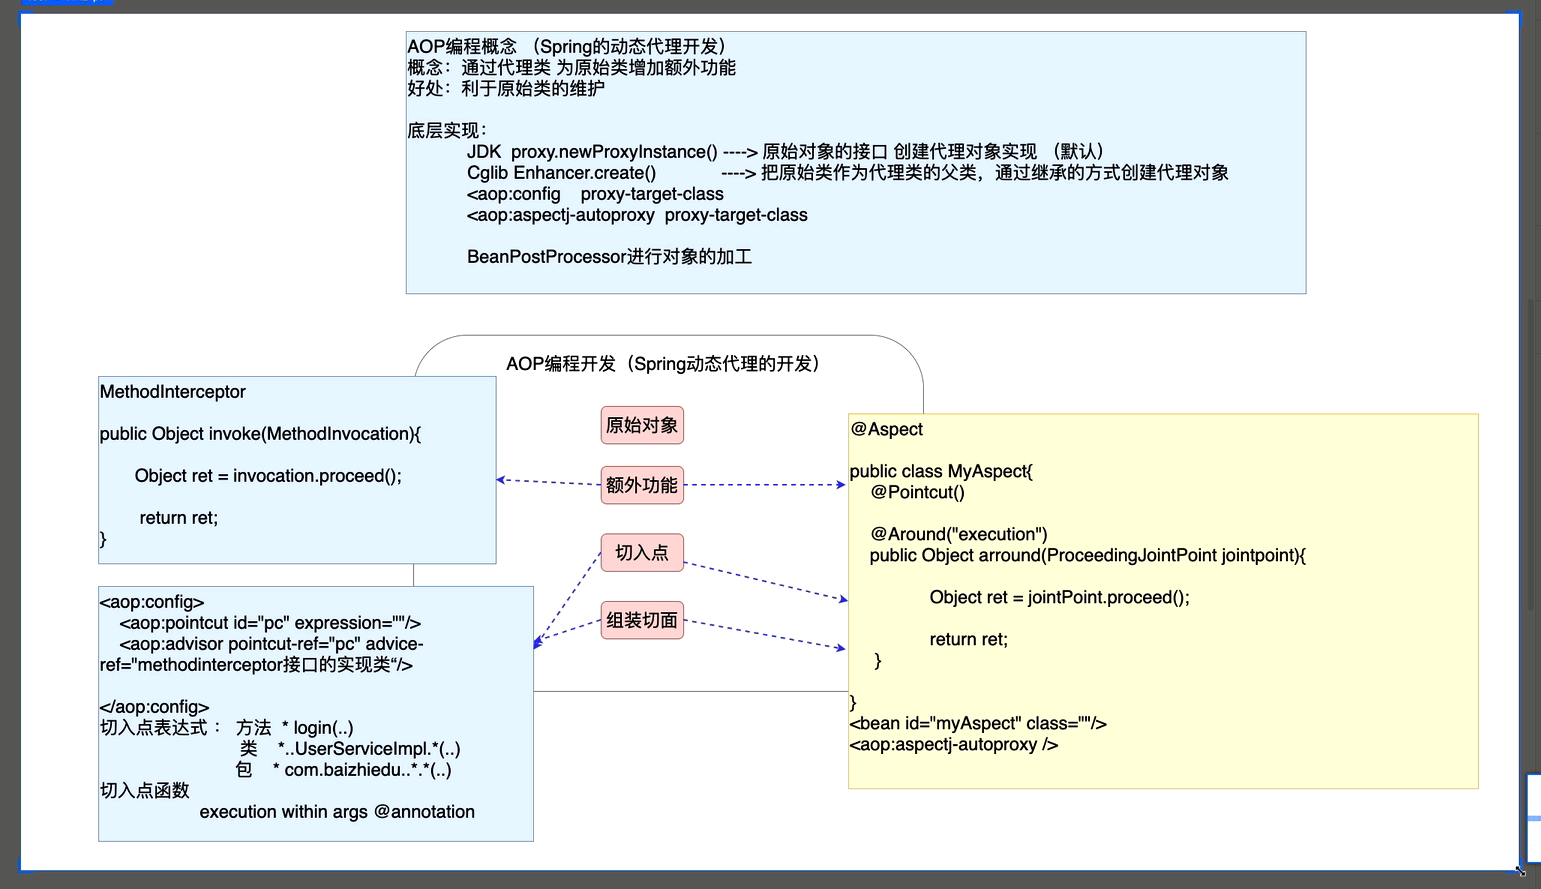 AOP编程概念 （Spring的动态代理开发）
概念：通过代理类 为原始类增加额外功能
好处：利于原始类的维护
底层实现：
JDK proxy.newProxyInstance() ----> 原始对象的接口 创建代理对象实现 （默认）
Cglib Enhancer.create() ----> 把原始类作为代理类的父类，通过继承的方式创建代理对象
<aop:config proxy-target-class
<aop:aspectj-autoproxy proxy-target-class
BeanPostProcessor进行对象的加工
AOP编程开发（Spring动态代理的开发）
MethodInterceptor
public Object invoke(MethodInvocation){
Object ret = invocation.proceed();
return ret;
}
<aop:config>
<aop:pointcut id="pc" expression=""/>
<aop:advisor pointcut-ref="pc" advice-
ref="methodinterceptor接口的实现类“/>
</aop:config>
切入点表达式 ： 方法 * login(..)
类 *..UserServiceImpl.*(..)
包 * com.baizhiedu..*.*(..)
切入点函数
execution within args @annotation
原始对象
额外功能
切入点
组装切面
@Aspect
public class MyAspect{
@Pointcut()
@Around("execution")
public Object arround(ProceedingJointPoint jointpoint){
Object ret = jointPoint.proceed();
return ret;
}
}
<bean id="myAspect" class=""/>
<aop:aspectj-autoproxy />